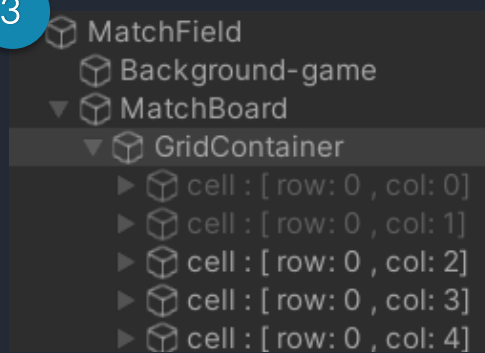 3
MatchField
Background-game
MatchBoard
GridContainer
cell : [ row: 0 , col: 0]
cell : [ row: 0 , col: 1]
cell : [ row: 0 , col: 2]
cell : [ row: 0 , col: 3]
cell : [ row: 0 , col: 4]